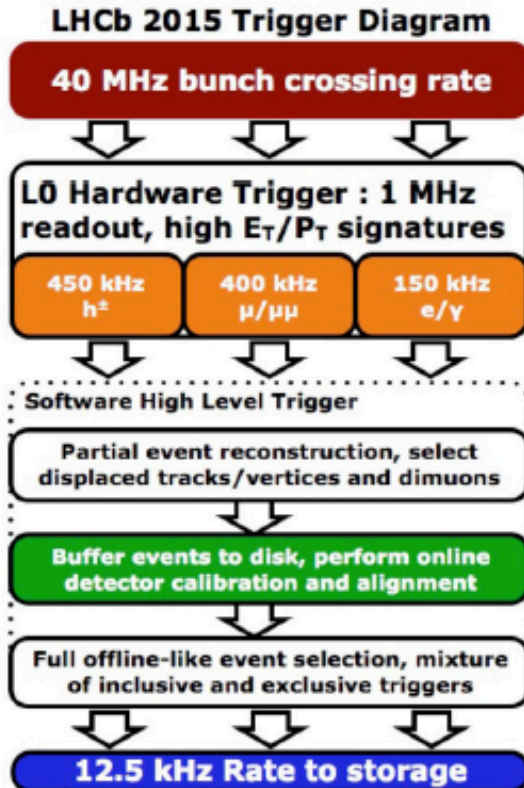 LHCb 2015 Trigger Diagram
40 MHz bunch crossing rate
L0 Hardware Trigger : 1 MHz
readout, high E_T/P_T signatures
450 kHz
h±
400 kHz
μ/μμ
150 kHz
e/γ
Software High Level Trigger
Partial event reconstruction, select
displaced tracks/vertices and dimuons
Buffer events to disk, perform online
detector calibration and alignment
Full offline-like event selection, mixture
of inclusive and exclusive triggers
12.5 kHz Rate to storage